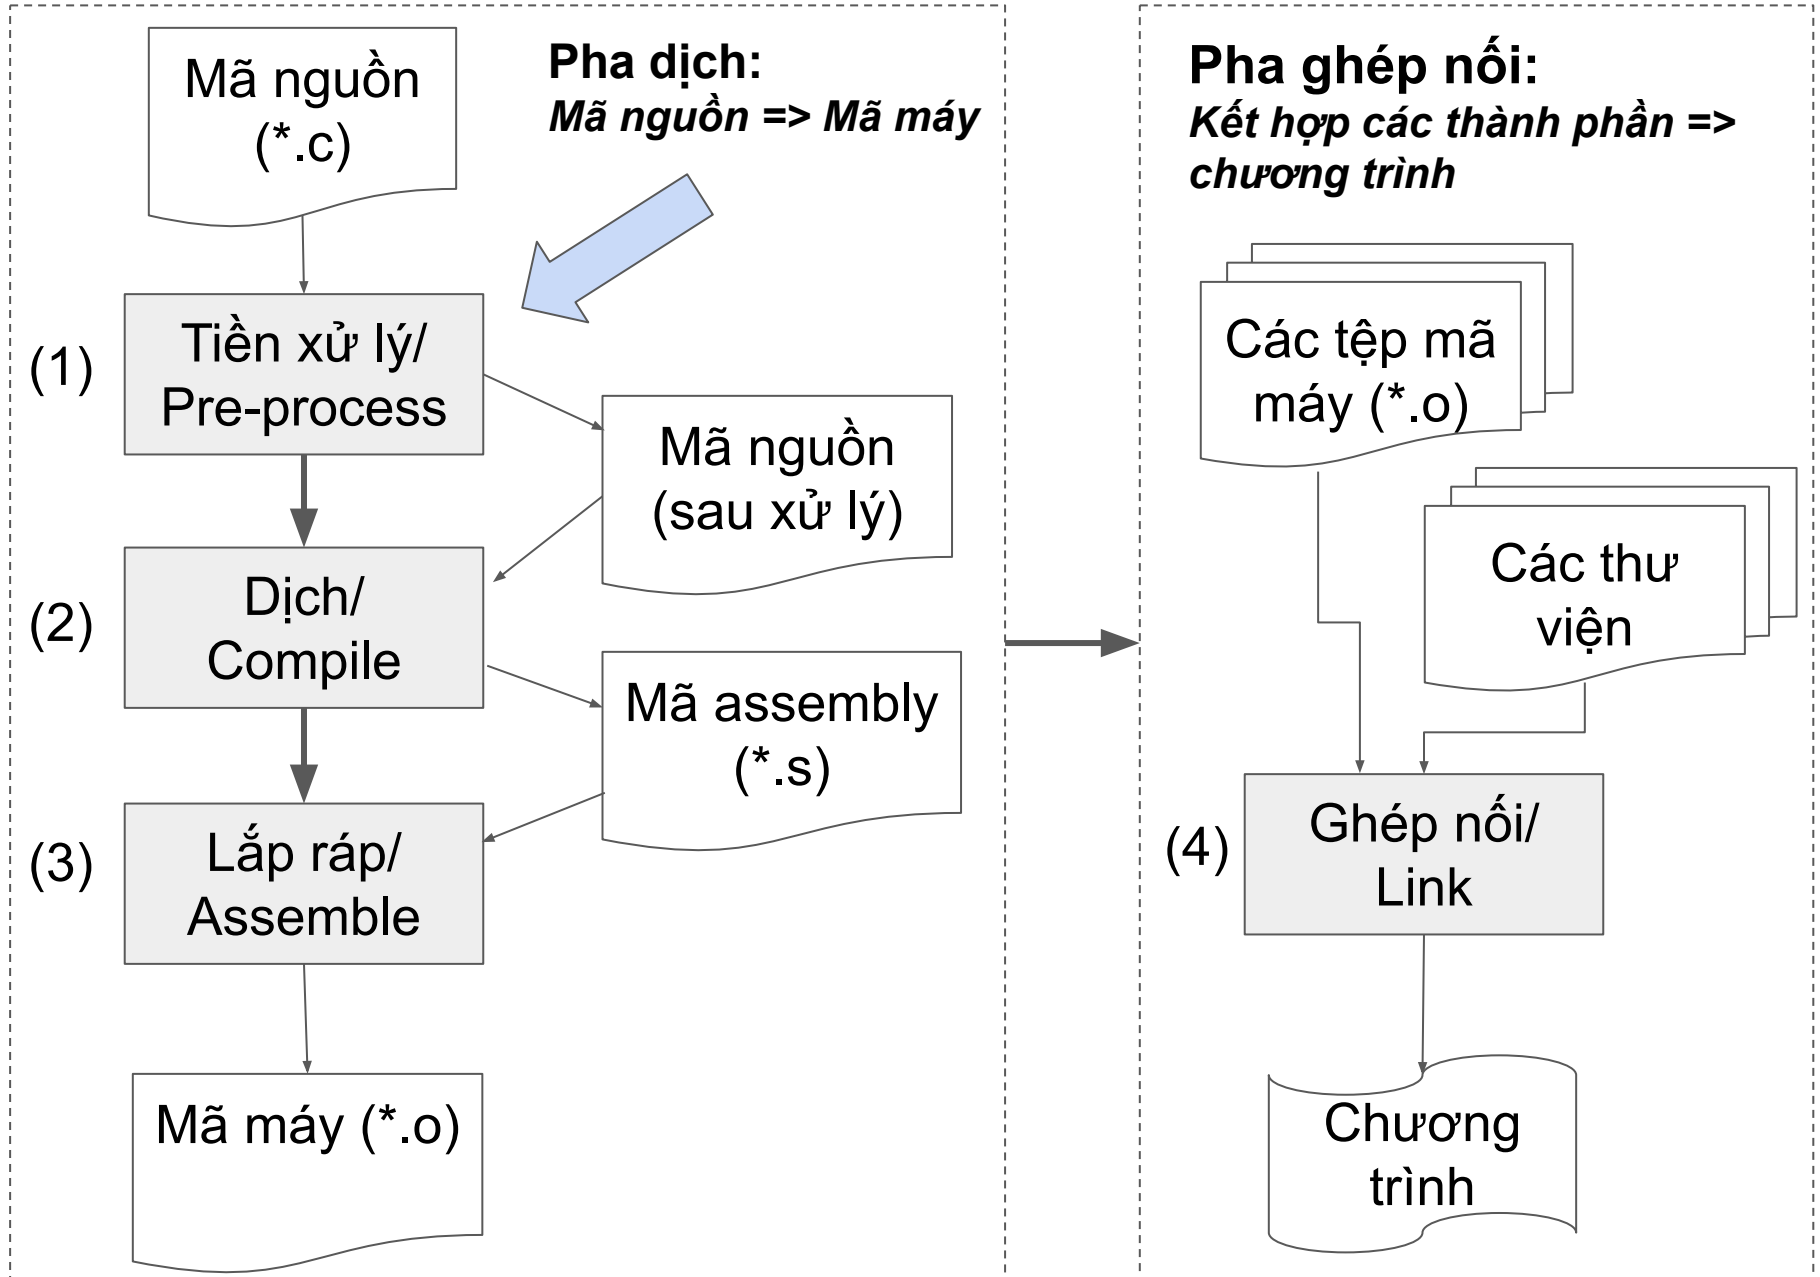 Mã nguồn
(*.c)
Pha dịch:
Mã nguồn => Mã máy
(1)
Tiền xử lý/
Pre-process
Mã nguồn
(sau xử lý)
(2)
Dịch/
Compile
Mã assembly
(*.s)
(3)
Lắp ráp/
Assemble
Mã máy (*.o)
Pha ghép nối:
Kết hợp các thành phần =>
chương trình
Các tệp mã
máy (*.o)
Các thư
viện
(4)
Ghép nối/
Link
Chương
trình